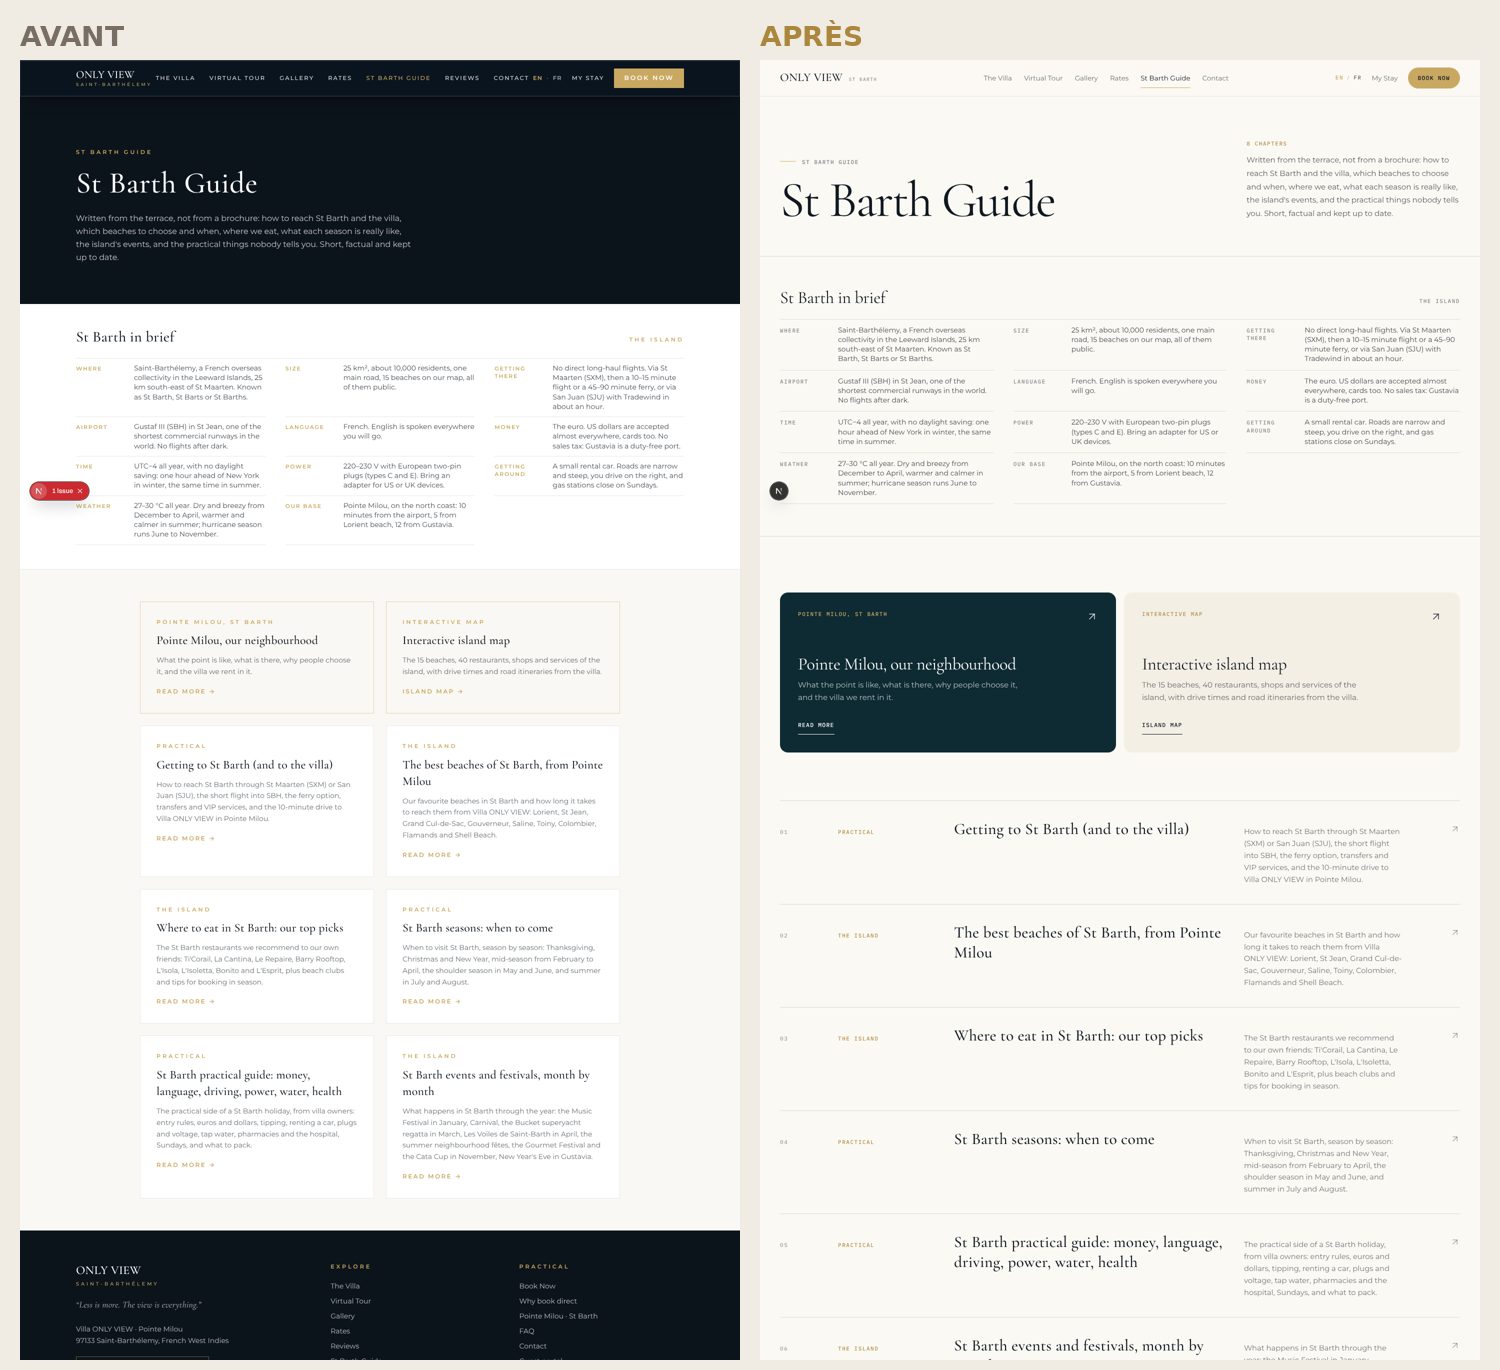 AVANT
ONLY VIEW
SAINT-BARTHÉLEMY
THE VILLA VIRTUAL TOUR GALLERY RATES ST BARTH GUIDE REVIEWS CONTACT EN · FR MY STAY BOOK NOW
ST BARTH GUIDE
St Barth Guide
Written from the terrace, not from a brochure: how to reach St Barth and the villa,
which beaches to choose and when, where we eat, what each season is really like,
the island's events, and the practical things nobody tells you. Short, factual and kept
up to date.
St Barth in brief
THE ISLAND
WHERE
Saint-Barthélemy, a French overseas
collectivity in the Leeward Islands, 25
km south-east of St Maarten. Known
as St Barth, St Barts or St Barths.
SIZE
25 km², about 10,000 residents, one
main road, 15 beaches on our map, all
of them public.
GETTING
THERE
No direct long-haul flights. Via St
Maarten (SXM), then a 10–15 minute
flight or a 45–90 minute ferry, or via
San Juan (SJU) with Tradewind in
about an hour.
AIRPORT
Gustaf III (SBH) in St Jean, one of the
shortest commercial runways in the
world. No flights after dark.
LANGUAGE
French. English is spoken everywhere
you will go.
MONEY
The euro. US dollars are accepted
almost everywhere, cards too. No
sales tax: Gustavia is a duty-free port.
TIME
UTC−4 all year, with no daylight
saving: one hour ahead of New York
in winter, the same time in summer.
POWER
220–230 V with European two-pin
plugs (types C and E). Bring an
adapter for US or UK devices.
GETTING
AROUND
A small rental car. Roads are narrow
and steep, you drive on the right, and
gas stations close on Sundays.
N 1 Issue ×
WEATHER
27–30 °C all year. Dry and breezy from
December to April, warmer and
calmer in summer; hurricane season
runs June to November.
OUR BASE
Pointe Milou, on the north coast: 10
minutes from the airport, 5 from
Lorient beach, 12 from Gustavia.
POINTE MILOU, ST BARTH
Pointe Milou, our neighbourhood
What the point is like, what is there, why people choose
it, and the villa we rent in it.
READ MORE →
INTERACTIVE MAP
Interactive island map
The 15 beaches, 40 restaurants, shops and services of the
island, with drive times and road itineraries from the villa.
ISLAND MAP →
PRACTICAL
Getting to St Barth (and to the villa)
How to reach St Barth through St Maarten (SXM) or San
Juan (SJU), the short flight into SBH, the ferry option,
transfers and VIP services, and the 10-minute drive to
Villa ONLY VIEW in Pointe Milou.
READ MORE →
THE ISLAND
The best beaches of St Barth, from Pointe
Milou
Our favourite beaches in St Barth and how long it takes
to reach them from Villa ONLY VIEW: Lorient, St Jean,
Grand Cul-de-Sac, Gouverneur, Saline, Toiny, Colombier,
Flamands and Shell Beach.
READ MORE →
THE ISLAND
Where to eat in St Barth: our top picks
The St Barth restaurants we recommend to our own
friends: Ti'Corail, La Cantina, Le Repaire, Barry Rooftop,
L'Isola, L'Isoletta, Bonito and L'Esprit, plus beach clubs
and tips for booking in season.
READ MORE →
PRACTICAL
St Barth seasons: when to come
When to visit St Barth, season by season: Thanksgiving,
Christmas and New Year, mid-season from February to
April, the shoulder season in May and June, and summer
in July and August.
READ MORE →
PRACTICAL
St Barth practical guide: money,
language, driving, power, water, health
The practical side of a St Barth holiday, from villa owners:
entry rules, euros and dollars, tipping, renting a car, plugs
and voltage, tap water, pharmacies and the hospital,
Sundays, and what to pack.
READ MORE →
THE ISLAND
St Barth events and festivals, month by
month
What happens in St Barth through the year: the Music
Festival in January, Carnival, the Bucket superyacht
regatta in March, Les Voiles de Saint-Barth in April, the
summer neighbourhood fêtes, the Gourmet Festival and
the Cata Cup in November, New Year's Eve in Gustavia.
READ MORE →
ONLY VIEW
SAINT-BARTHÉLEMY
“Less is more. The view is everything.”
Villa ONLY VIEW · Pointe Milou
97133 Saint-Barthélemy, French West Indies
EXPLORE
The Villa
Virtual Tour
Gallery
Rates
Reviews
St Barth Guide
PRACTICAL
Book Now
Why book direct
Pointe Milou · St Barth
FAQ
Contact
APRÈS
ONLY VIEW ST BARTH
The Villa Virtual Tour Gallery Rates St Barth Guide Contact EN / FR My Stay BOOK NOW
ST BARTH GUIDE
St Barth Guide
8 CHAPTERS
Written from the terrace, not from a brochure: how to
reach St Barth and the villa, which beaches to choose
and when, where we eat, what each season is really like,
the island's events, and the practical things nobody tells
you. Short, factual and kept up to date.
St Barth in brief
THE ISLAND
WHERE
Saint-Barthélemy, a French overseas
collectivity in the Leeward Islands, 25 km
south-east of St Maarten. Known as St
Barth, St Barts or St Barths.
SIZE
25 km², about 10,000 residents, one main
road, 15 beaches on our map, all of them
public.
GETTING
THERE
No direct long-haul flights. Via St Maarten
(SXM), then a 10–15 minute flight or a 45–90
minute ferry, or via San Juan (SJU) with
Tradewind in about an hour.
AIRPORT
Gustaf III (SBH) in St Jean, one of the
shortest commercial runways in the world.
No flights after dark.
LANGUAGE
French. English is spoken everywhere you
will go.
MONEY
The euro. US dollars are accepted almost
everywhere, cards too. No sales tax: Gustavia
is a duty-free port.
TIME
UTC−4 all year, with no daylight saving: one
hour ahead of New York in winter, the same
time in summer.
POWER
220–230 V with European two-pin plugs
(types C and E). Bring an adapter for US or
UK devices.
GETTING
AROUND
A small rental car. Roads are narrow and
steep, you drive on the right, and gas
stations close on Sundays.
WEATHER
27–30 °C all year. Dry and breezy from
December to April, warmer and calmer in
summer; hurricane season runs June to
November.
OUR BASE
Pointe Milou, on the north coast: 10 minutes
from the airport, 5 from Lorient beach, 12
from Gustavia.
N
POINTE MILOU, ST BARTH
Pointe Milou, our neighbourhood
What the point is like, what is there, why people choose it,
and the villa we rent in it.
READ MORE
INTERACTIVE MAP
Interactive island map
The 15 beaches, 40 restaurants, shops and services of the
island, with drive times and road itineraries from the villa.
ISLAND MAP
01
PRACTICAL
Getting to St Barth (and to the villa)
How to reach St Barth through St Maarten
(SXM) or San Juan (SJU), the short flight
into SBH, the ferry option, transfers and
VIP services, and the 10-minute drive to
Villa ONLY VIEW in Pointe Milou.
02
THE ISLAND
The best beaches of St Barth, from Pointe
Milou
Our favourite beaches in St Barth and how
long it takes to reach them from Villa
ONLY VIEW: Lorient, St Jean, Grand Cul-de-
Sac, Gouverneur, Saline, Toiny, Colombier,
Flamands and Shell Beach.
03
THE ISLAND
Where to eat in St Barth: our top picks
The St Barth restaurants we recommend
to our own friends: Ti'Corail, La Cantina, Le
Repaire, Barry Rooftop, L'Isola, L'Isoletta,
Bonito and L'Esprit, plus beach clubs and
tips for booking in season.
04
PRACTICAL
St Barth seasons: when to come
When to visit St Barth, season by season:
Thanksgiving, Christmas and New Year,
mid-season from February to April, the
shoulder season in May and June, and
summer in July and August.
05
PRACTICAL
St Barth practical guide: money, language,
driving, power, water, health
The practical side of a St Barth holiday,
from villa owners: entry rules, euros and
dollars, tipping, renting a car, plugs and
voltage, tap water, pharmacies and the
hospital, Sundays, and what to pack.
06
THE ISLAND
St Barth events and festivals, month by
What happens in St Barth through the